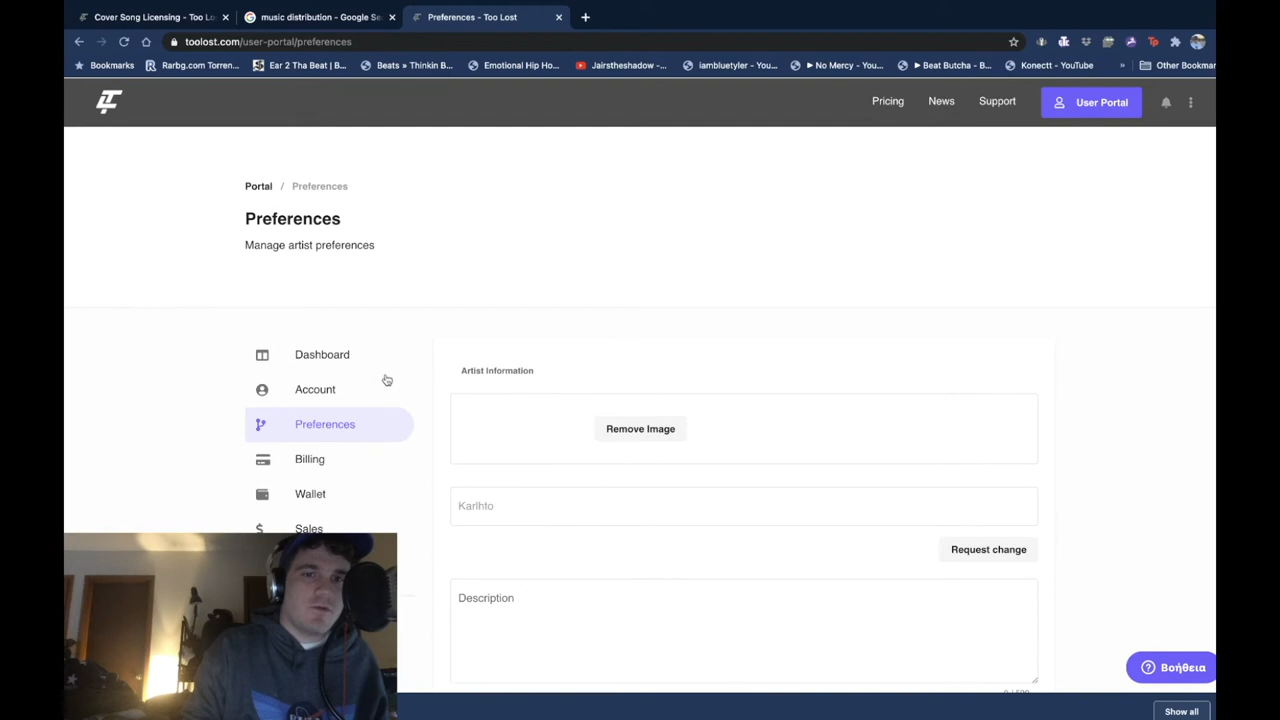 Cover Song Licensing - Too Lo
music distribution - Google Se
Preferences - Too Lost
toolost.com/user-portal/preferences
Bookmarks Rarbg.com Torren... Ear 2 Tha Beat | B... Beats » Thinkin B... Emotional Hip Ho... Jairstheshadow -... iambluetyler - You... ▶ No Mercy - You... ▶ Beat Butcha - B... Konectt - YouTube » Other Bookmar
Pricing News Support User Portal
Portal / Preferences
Preferences
Manage artist preferences
Dashboard
Account
Preferences
Billing
Wallet
Sales
Artist Information
Remove Image
Karlhto
Request change
Description
Βοήθεια
Show all